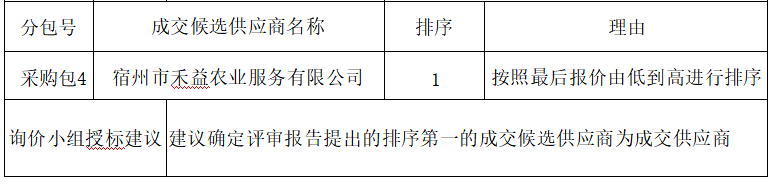 分包号 成交候选供应商名称 排序 理由
采购包4 宿州市禾益农业服务有限公司 1 按照最后报价由低到高进行排序
询价小组授标建议 建议确定评审报告提出的排序第一的成交候选供应商为成交供应商